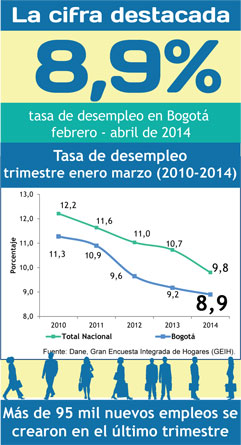 La cifra destacada
8,9%
tasa de desempleo en Bogotá
febrero - abril de 2014
Tasa de desempleo
trimestre enero marzo (2010-2014)
Porcentaje
13,0
12,0
11,0
10,0
9,0
8,0
12,2
11,6
11,0
10,7
9,8
11,3
10,9
9,6
9,2
8,9
2010
2011
2012
2013
2014
Total Nacional
Bogotá
Fuente: Dane, Gran Encuesta Integrada de Hogares (GEIH).
Más de 95 mil nuevos empleos se
crearon en el último trimestre